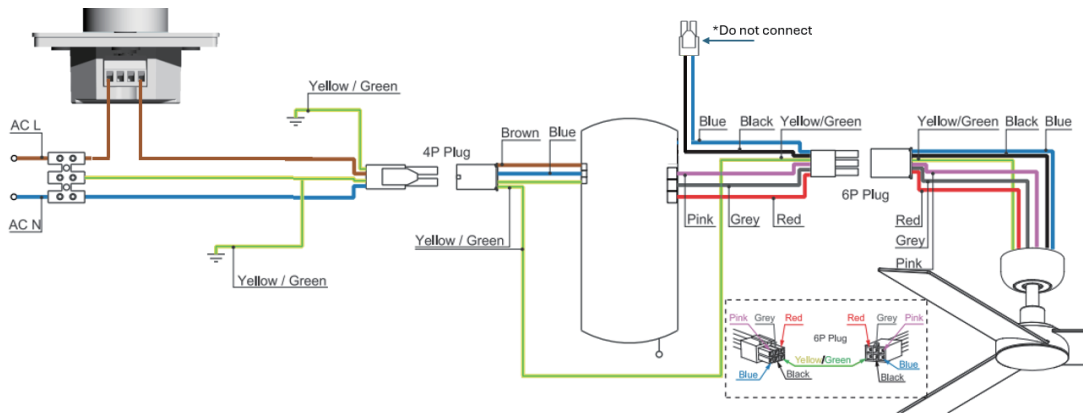 *Do not connect
Yellow / Green
AC L
4P Plug
Brown
Blue
Blue
Black
Yellow/Green
Yellow/Green
Black
Blue
6P Plug
AC N
Yellow / Green
Yellow / Green
Pink
Grey
Red
Red
Grey
Pink
Pink
Grey
Red
6P Plug
Red
Grey
Pink
Yellow/Green
Blue
Black
Black
Blue